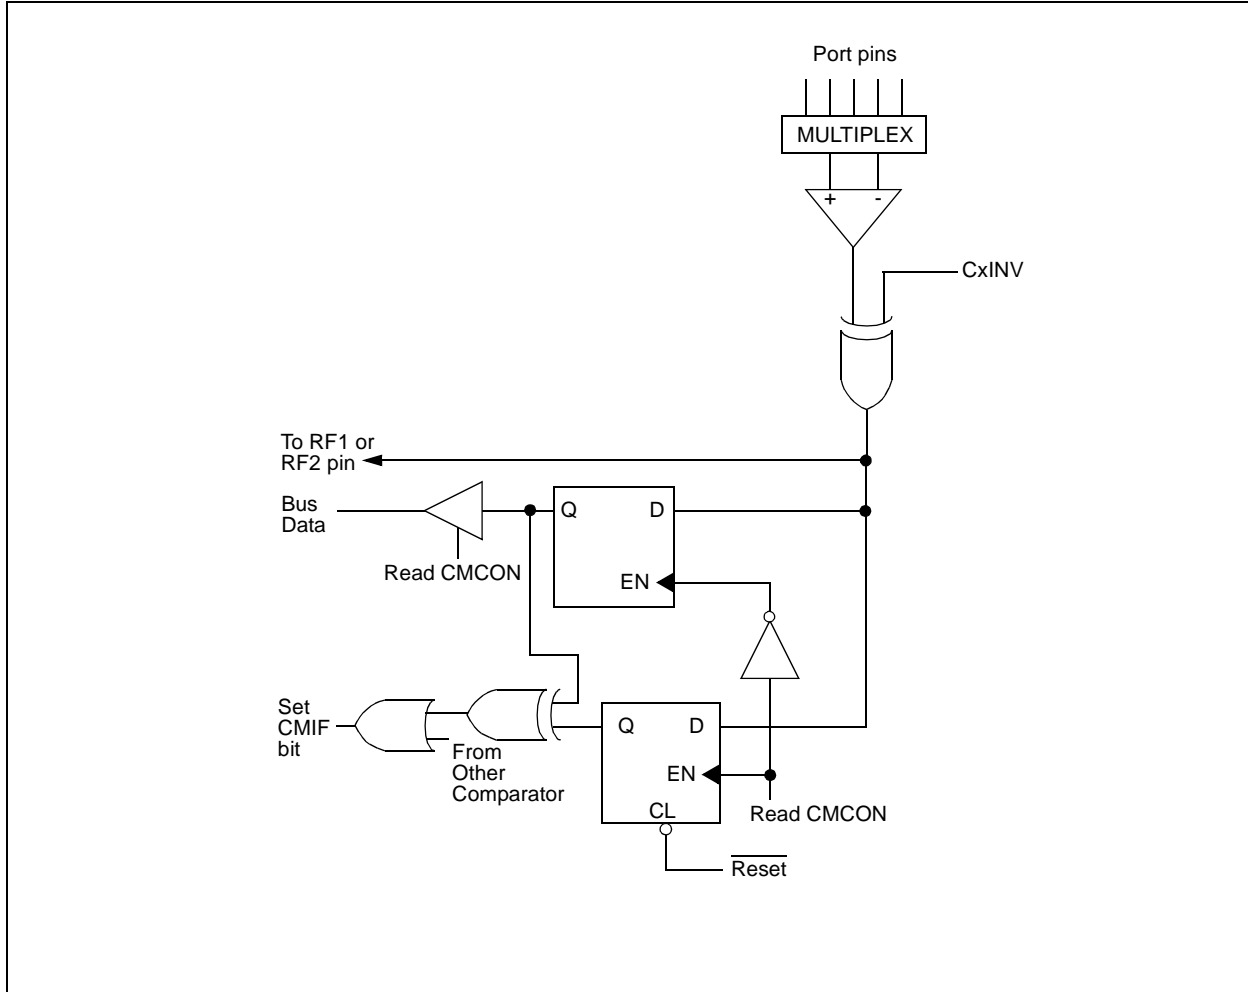 Port pins
MULTIPLEX
+ -
CxINV
To RF1 or
RF2 pin
Bus
Data
Q D
EN
Read CMCON
Set
CMIF
bit
From
Other
Comparator
Q D
EN
CL
Read CMCON
Reset